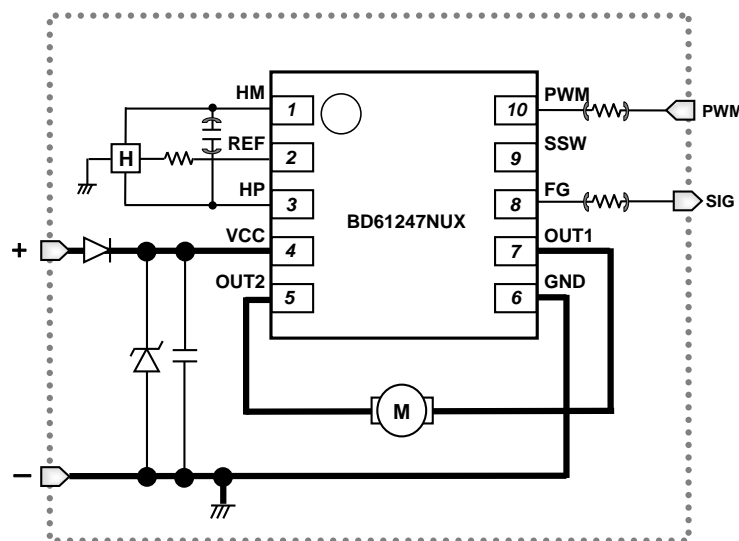 HM
1
PWM
10
PWM
H
REF
2
9
SSW
HP
3
8
FG
SIG
BD61247NUX
+
VCC
4
7
OUT1
OUT2
5
6
GND
M
−